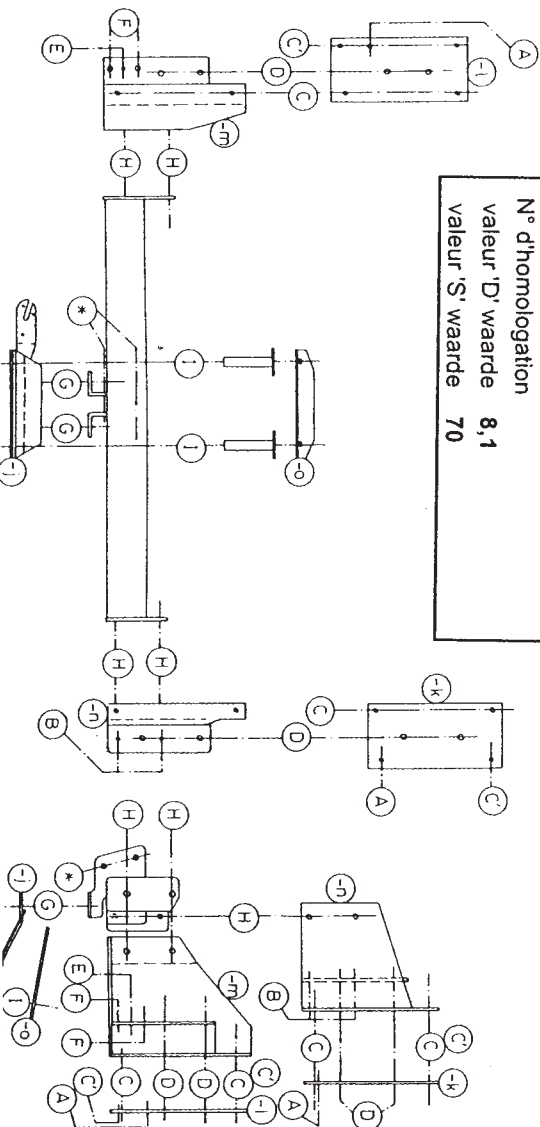 N° d'homologation
valeur 'D' waarde 8,1
valeur 'S' waarde 70
F
E
C'
A
D
-l
C
-m
H
H
*
I
I
G
G
-o
-j
H
H
B
-n
C
-k
D
A
C'
H
H
*
-j
G
H
-n
B
C
C
C'
-k
D
A
-m
E
F
F
I
-o
C
D
D
C
C'
C'
A
-l